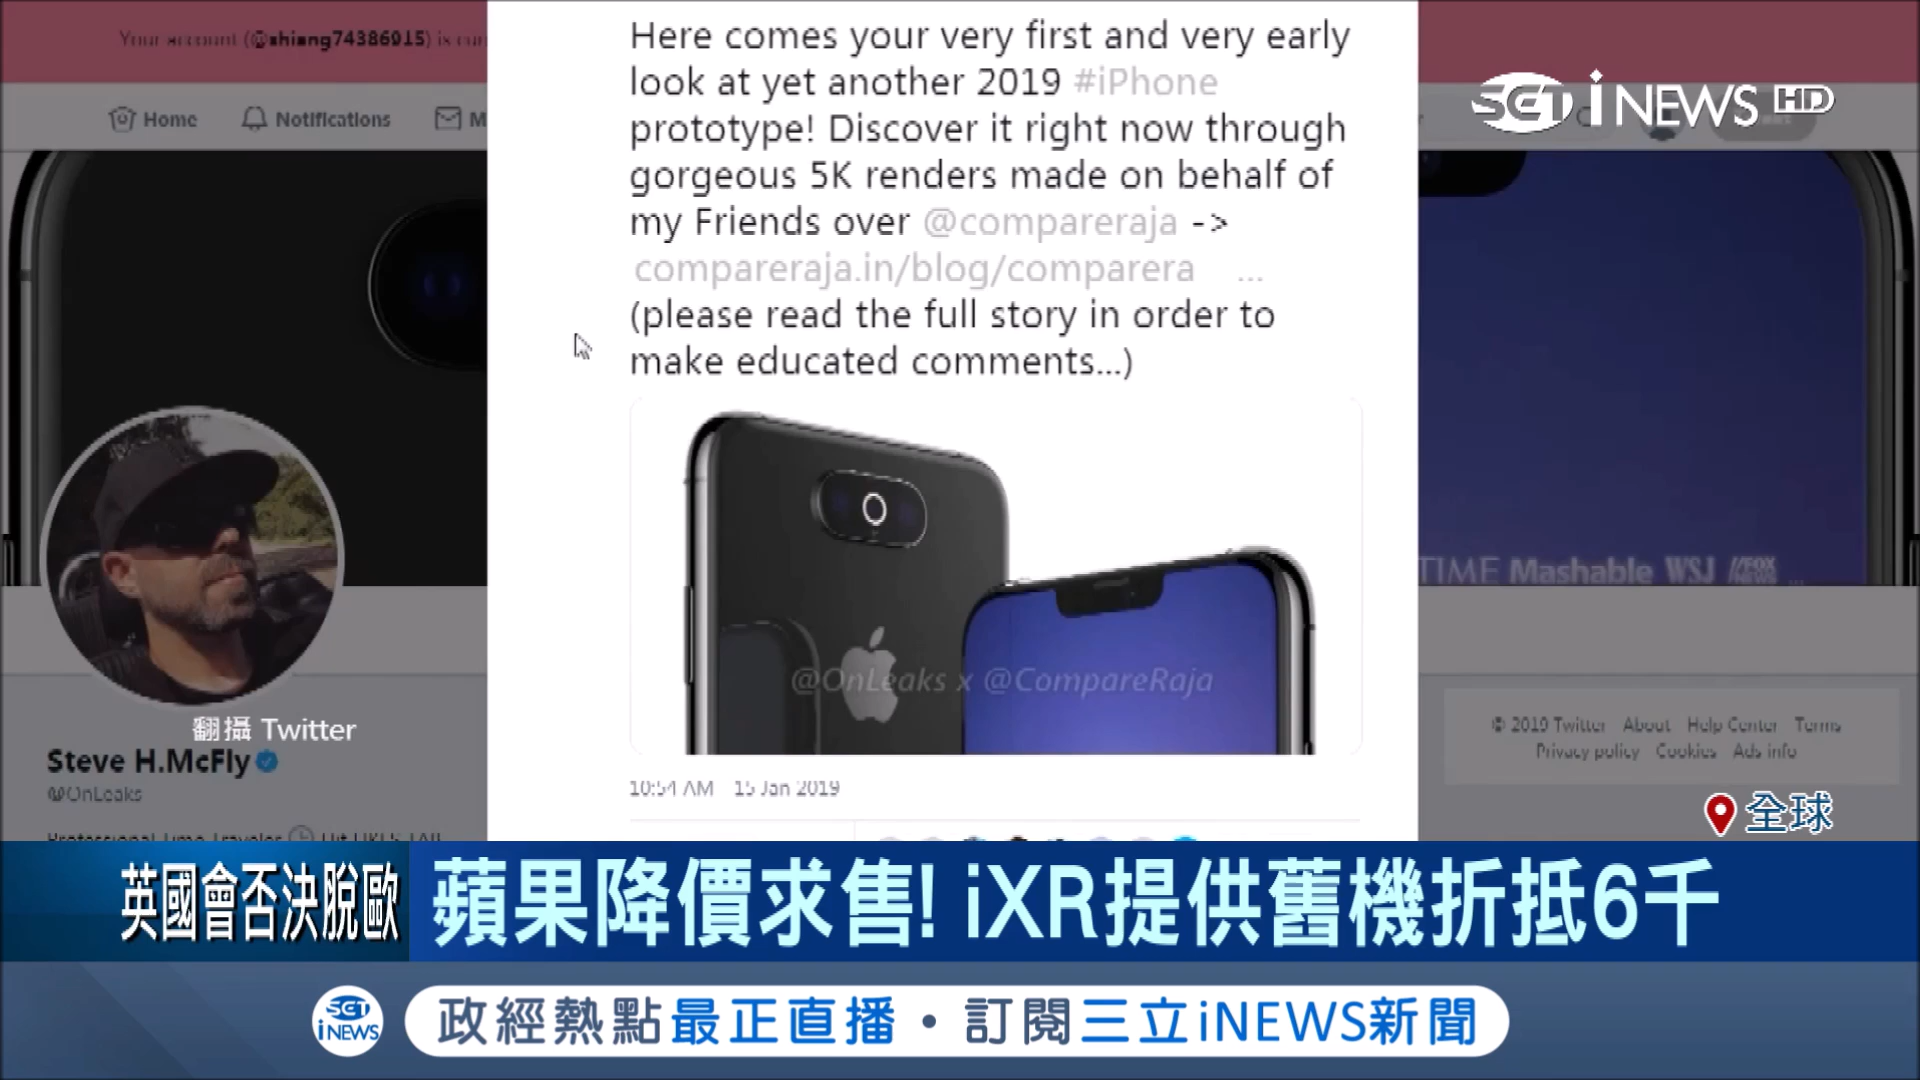 Your account (@shiang74386915) is
Home
Notifications
Here comes your very first and very early
look at yet another 2019 #iPhone
prototype! Discover it right now through
gorgeous 5K renders made on behalf of
my Friends over @compareraja ->
compareraja.in/blog/comparera ...
(please read the full story in order to
make educated comments...)
SET iNEWS HD
@OnLeaks x @CompareRaja
10:54 AM 15 Jan 2019
翻攝 Twitter
Steve H.McFly
@OnLeaks
TIME Mashable WSJ FOX NEWS ...
© 2019 Twitter About Help Center Terms
Privacy policy Cookies Ads info
全球
英國會否決脫歐
蘋果降價求售! iXR提供舊機折抵6千
SET iNEWS
政經熱點最正直播・訂閱三立iNEWS新聞